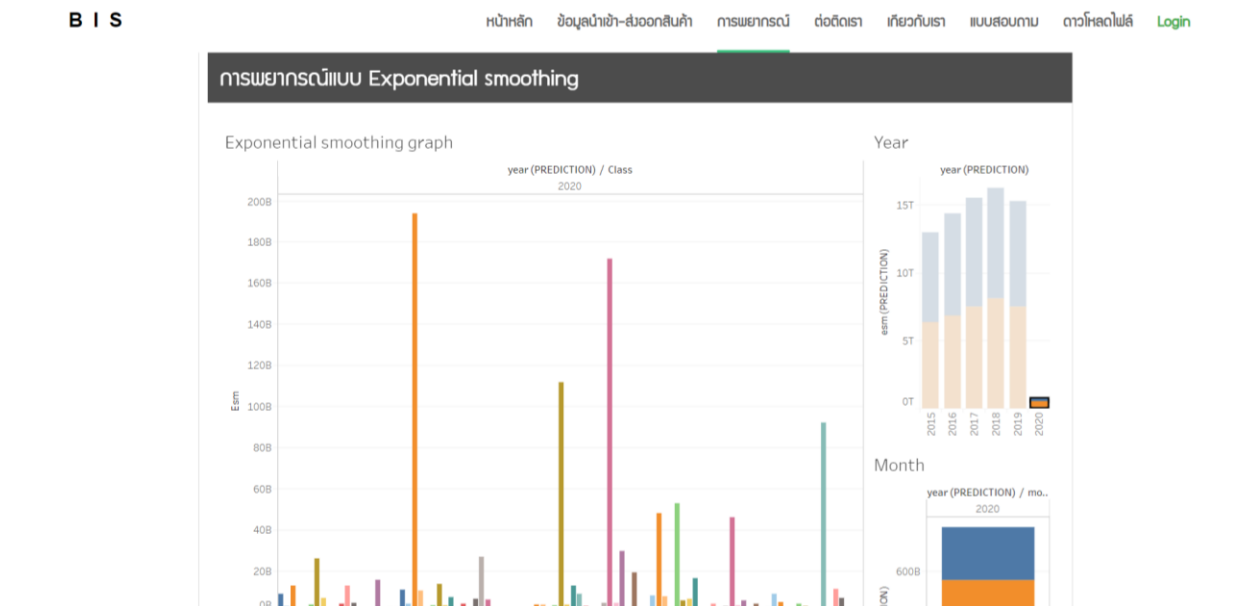 BIS
หน้าหลัก ข้อมูลนำเข้า-ส่งออกสินค้า การพยากรณ์ ต่อติดเรา เกียวกับเรา แบบสอบถาม ดาวโหลดไฟล์ Login
การพยากรณ์แบบ Exponential smoothing
Exponential smoothing graph
year (PREDICTION) / Class
2020
200B
180B
160B
140B
120B
100B
80B
60B
40B
20B
0B
Esm
Year
year (PREDICTION)
15T
10T
5T
0T
esm (PREDICTION)
2015 2016 2017 2018 2019 2020
Month
year (PREDICTION) / mo..
2020
600B